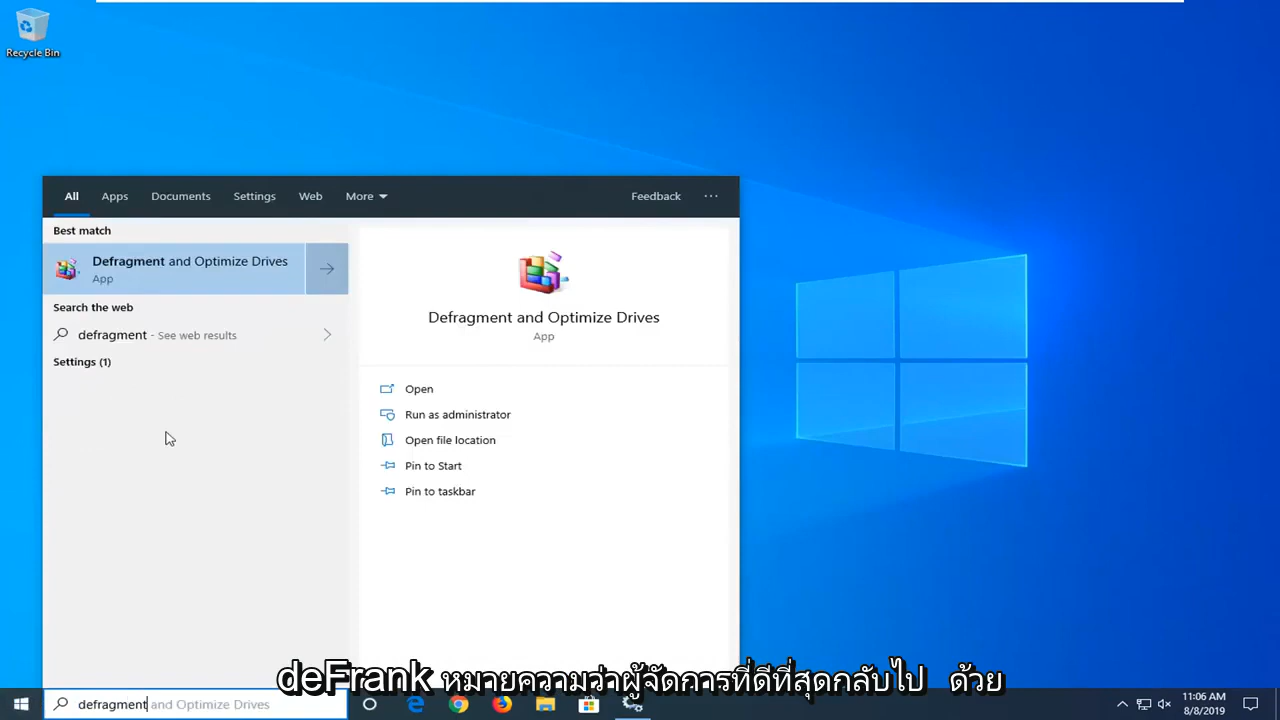 Recycle Bin
All Apps Documents Settings Web More Feedback ...
Best match
Defragment and Optimize Drives
App
Search the web
defragment - See web results
Settings (1)
Defragment and Optimize Drives
App
Open
Run as administrator
Open file location
Pin to Start
Pin to taskbar
deFrank หมายความว่าผู้จัดการที่ดีที่สุดกลับไป ด้วย
defragment and Optimize Drives
11:06 AM
8/8/2019